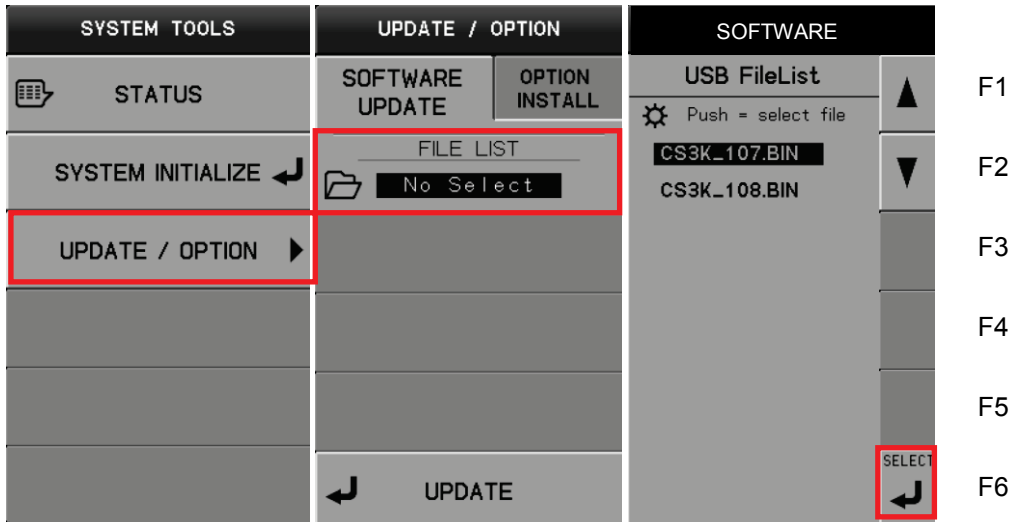 SYSTEM TOOLS
STATUS
SYSTEM INITIALIZE
UPDATE / OPTION
UPDATE / OPTION
SOFTWARE
UPDATE
OPTION
INSTALL
FILE LIST
No Select
UPDATE
SOFTWARE
USB FileList
Push = select file
CS3K_107.BIN
CS3K_108.BIN
SELECT
F1
F2
F3
F4
F5
F6